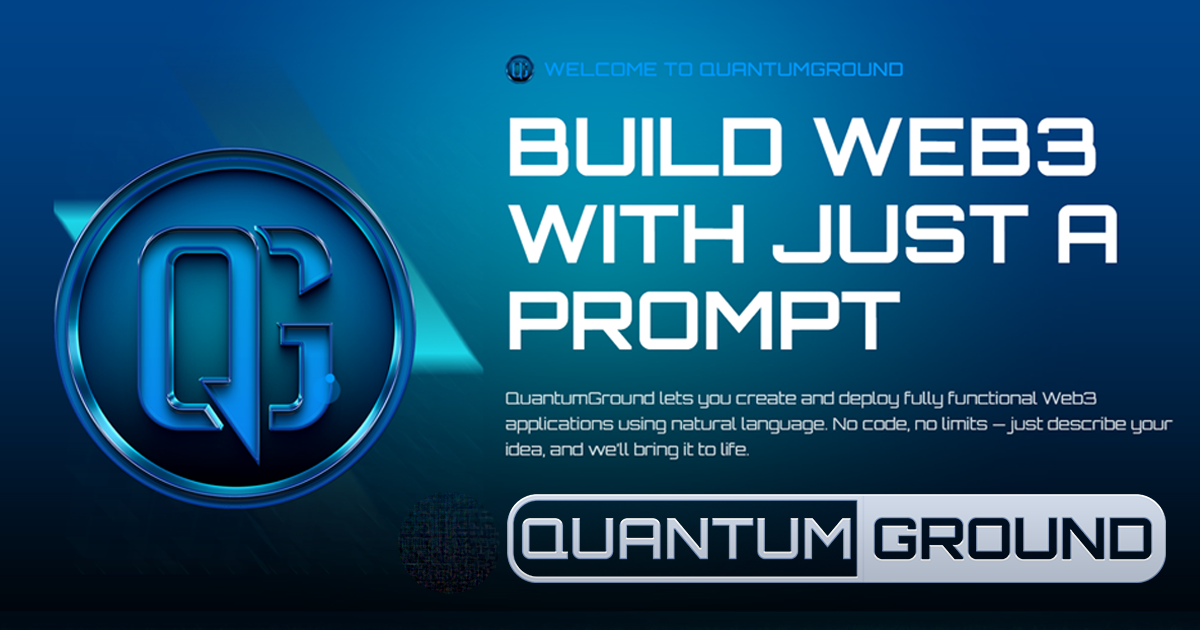 QG
QG WELCOME TO QUANTUMGROUND
BUILD WEB3
WITH JUST A
PROMPT
QuantumGround lets you create and deploy fully functional Web3
applications using natural language. No code, no limits — just describe your
idea, and we'll bring it to life.
QUANTUM GROUND